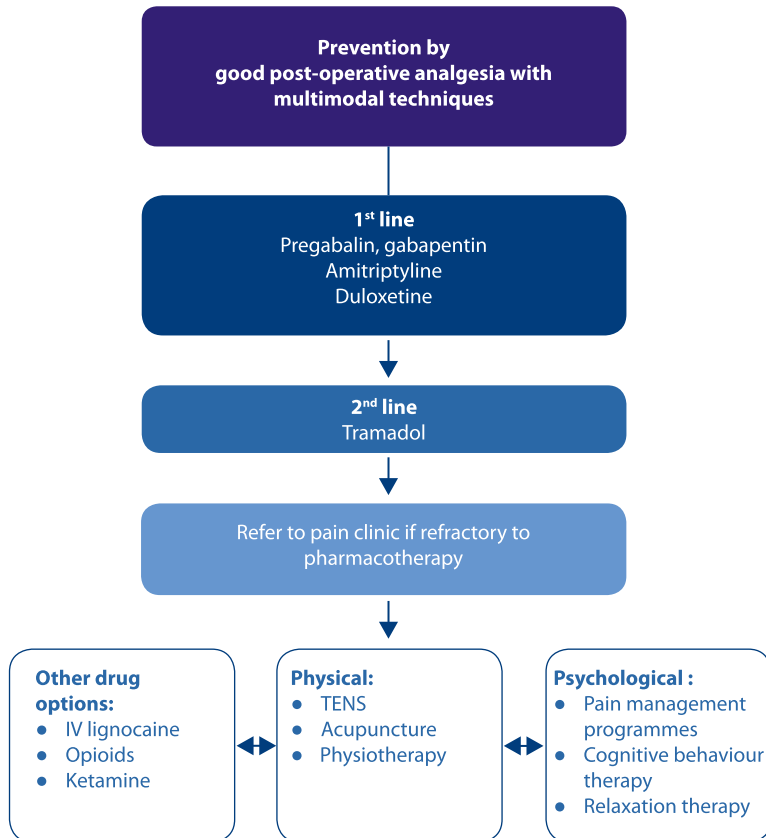 Prevention by
good post-operative analgesia with
multimodal techniques
1st line
Pregabalin, gabapentin
Amitriptyline
Duloxetine
2nd line
Tramadol
Refer to pain clinic if refractory to
pharmacotherapy
Other drug
options:
● IV lignocaine
● Opioids
● Ketamine
Physical:
● TENS
● Acupuncture
● Physiotherapy
Psychological :
● Pain management
programmes
● Cognitive behaviour
therapy
● Relaxation therapy